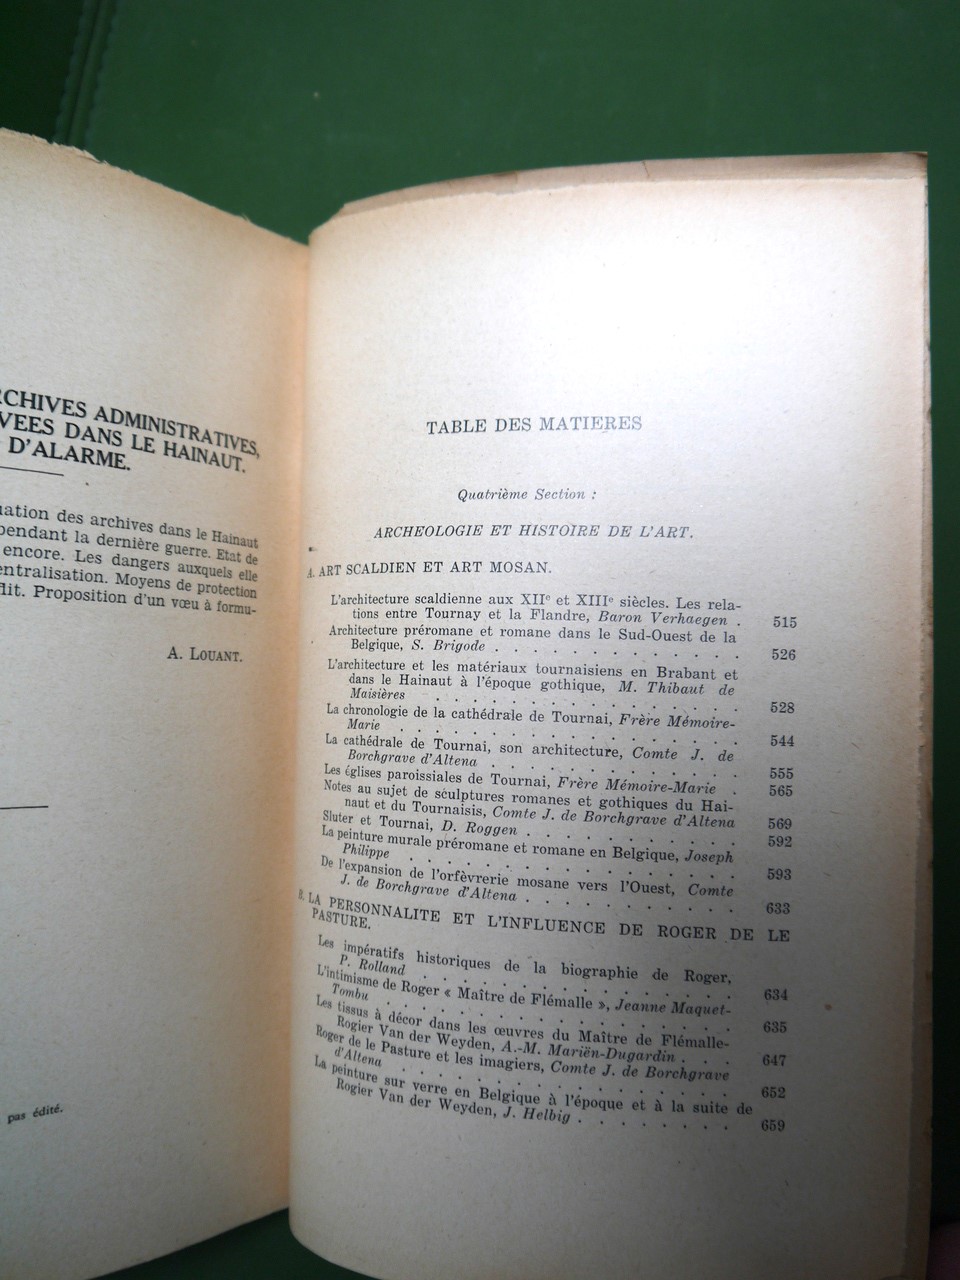 RCHIVES ADMINISTRATIVES,
VEES DANS LE HAINAUT.
D'ALARME.
uation des archives dans le Hainaut
pendant la dernière guerre. Etat de
encore. Les dangers auxquels elle
entralisation. Moyens de protection
flit. Proposition d'un vœu à formu-
A. LOUANT.
pas édité.
TABLE DES MATIERES
Quatrième Section :
ARCHEOLOGIE ET HISTOIRE DE L'ART.
A. ART SCALDIEN ET ART MOSAN.
L'architecture scaldienne aux XIIe et XIIIe siècles. Les rela-
tions entre Tournay et la Flandre, Baron Verhaegen . 515
Architecture préromane et romane dans le Sud-Ouest de la
Belgique, S. Brigode . . . . . . . . . . . . . 526
L'architecture et les matériaux tournaisiens en Brabant et
dans le Hainaut à l'époque gothique, M. Thibaut de
Maisières . . . . . . . . . . . . . . . . 528
La chronologie de la cathédrale de Tournai, Frère Mémoire-
Marie . . . . . . . . . . . . . . . . . . 544
La cathédrale de Tournai, son architecture, Comte J. de
Borchgrave d'Altena . . . . . . . . . . . . . 555
Les églises paroissiales de Tournai, Frère Mémoire-Marie . 565
Notes au sujet de sculptures romanes et gothiques du Hai-
naut et du Tournaisis, Comte J. de Borchgrave d'Altena 569
Sluter et Tournai, D. Roggen . . . . . . . . . . . 592
La peinture murale préromane et romane en Belgique, Joseph
Philippe . . . . . . . . . . . . . . . . . 593
De l'expansion de l'orfèvrerie mosane vers l'Ouest, Comte
J. de Borchgrave d'Altena . . . . . . . . . . . 633
B. LA PERSONNALITE ET L'INFLUENCE DE ROGER DE LE
PASTURE.
Les impératifs historiques de la biographie de Roger,
P. Rolland . . . . . . . . . . . . . . . . 634
L'intimisme de Roger « Maître de Flémalle », Jeanne Maquet-
Tombu . . . . . . . . . . . . . . . . . . 635
Les tissus à décor dans les œuvres du Maître de Flémalle-
Rogier Van der Weyden, A.-M. Mariën-Dugardin . . . 647
Roger de le Pasture et les imagiers, Comte J. de Borchgrave
d'Altena . . . . . . . . . . . . . . . . . 652
La peinture sur verre en Belgique à l'époque et à la suite de
Rogier Van der Weyden, J. Helbig . . . . . . . . 659